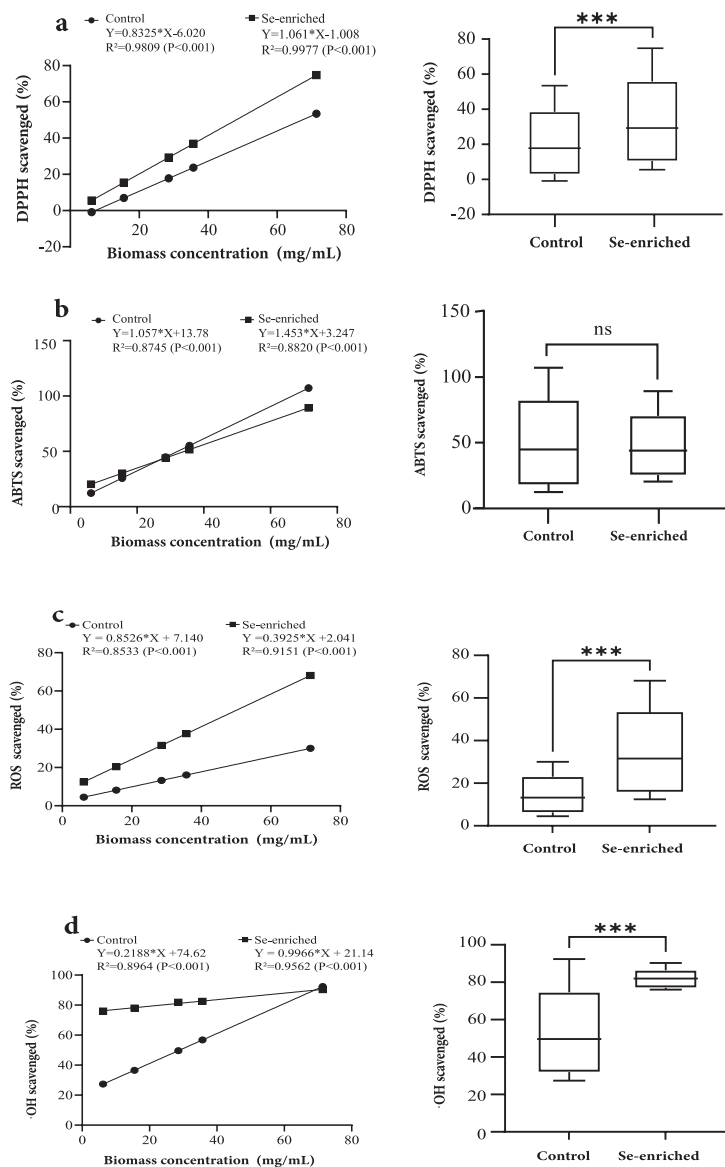 a
Control
Y=0.8325*X-6.020
R²=0.9809 (P<0.001)
Se-enriched
Y=1.061*X-1.008
R²=0.9977 (P<0.001)
DPPH scavenged (%)
80
60
40
20
0
-20
0 20 40 60 80
Biomass concentration (mg/mL)
***
DPPH scavenged (%)
80
60
40
20
0
-20
Control Se-enriched
b
Control
Y=1.057*X+13.78
R²=0.8745 (P<0.001)
Se-enriched
Y=1.453*X+3.247
R²=0.8820 (P<0.001)
ABTS scavenged (%)
150
100
50
0
0 20 40 60 80
Biomass concentration (mg/mL)
ns
ABTS scavenged (%)
150
100
50
0
Control Se-enriched
c
Control
Y = 0.8526*X + 7.140
R²=0.8533 (P<0.001)
Se-enriched
Y =0.3925*X +2.041
R²=0.9151 (P<0.001)
ROS scavenged (%)
80
60
40
20
0
0 20 40 60 80
Biomass concentration (mg/mL)
***
ROS scavenged (%)
80
60
40
20
0
Control Se-enriched
d
Control
Y=0.2188*X +74.62
R²=0.8964 (P<0.001)
Se-enriched
Y = 0.9966*X + 21.14
R²=0.9562 (P<0.001)
·OH scavenged (%)
100
80
60
40
20
0
0 20 40 60 80
Biomass concentration (mg/mL)
***
·OH scavenged (%)
100
80
60
40
20
0
Control Se-enriched